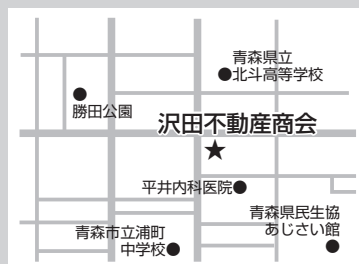 青森県立
北斗高等学校
勝田公園
沢田不動産商会
平井内科医院
青森県民生協
あじさい館
青森市立浦町
中学校